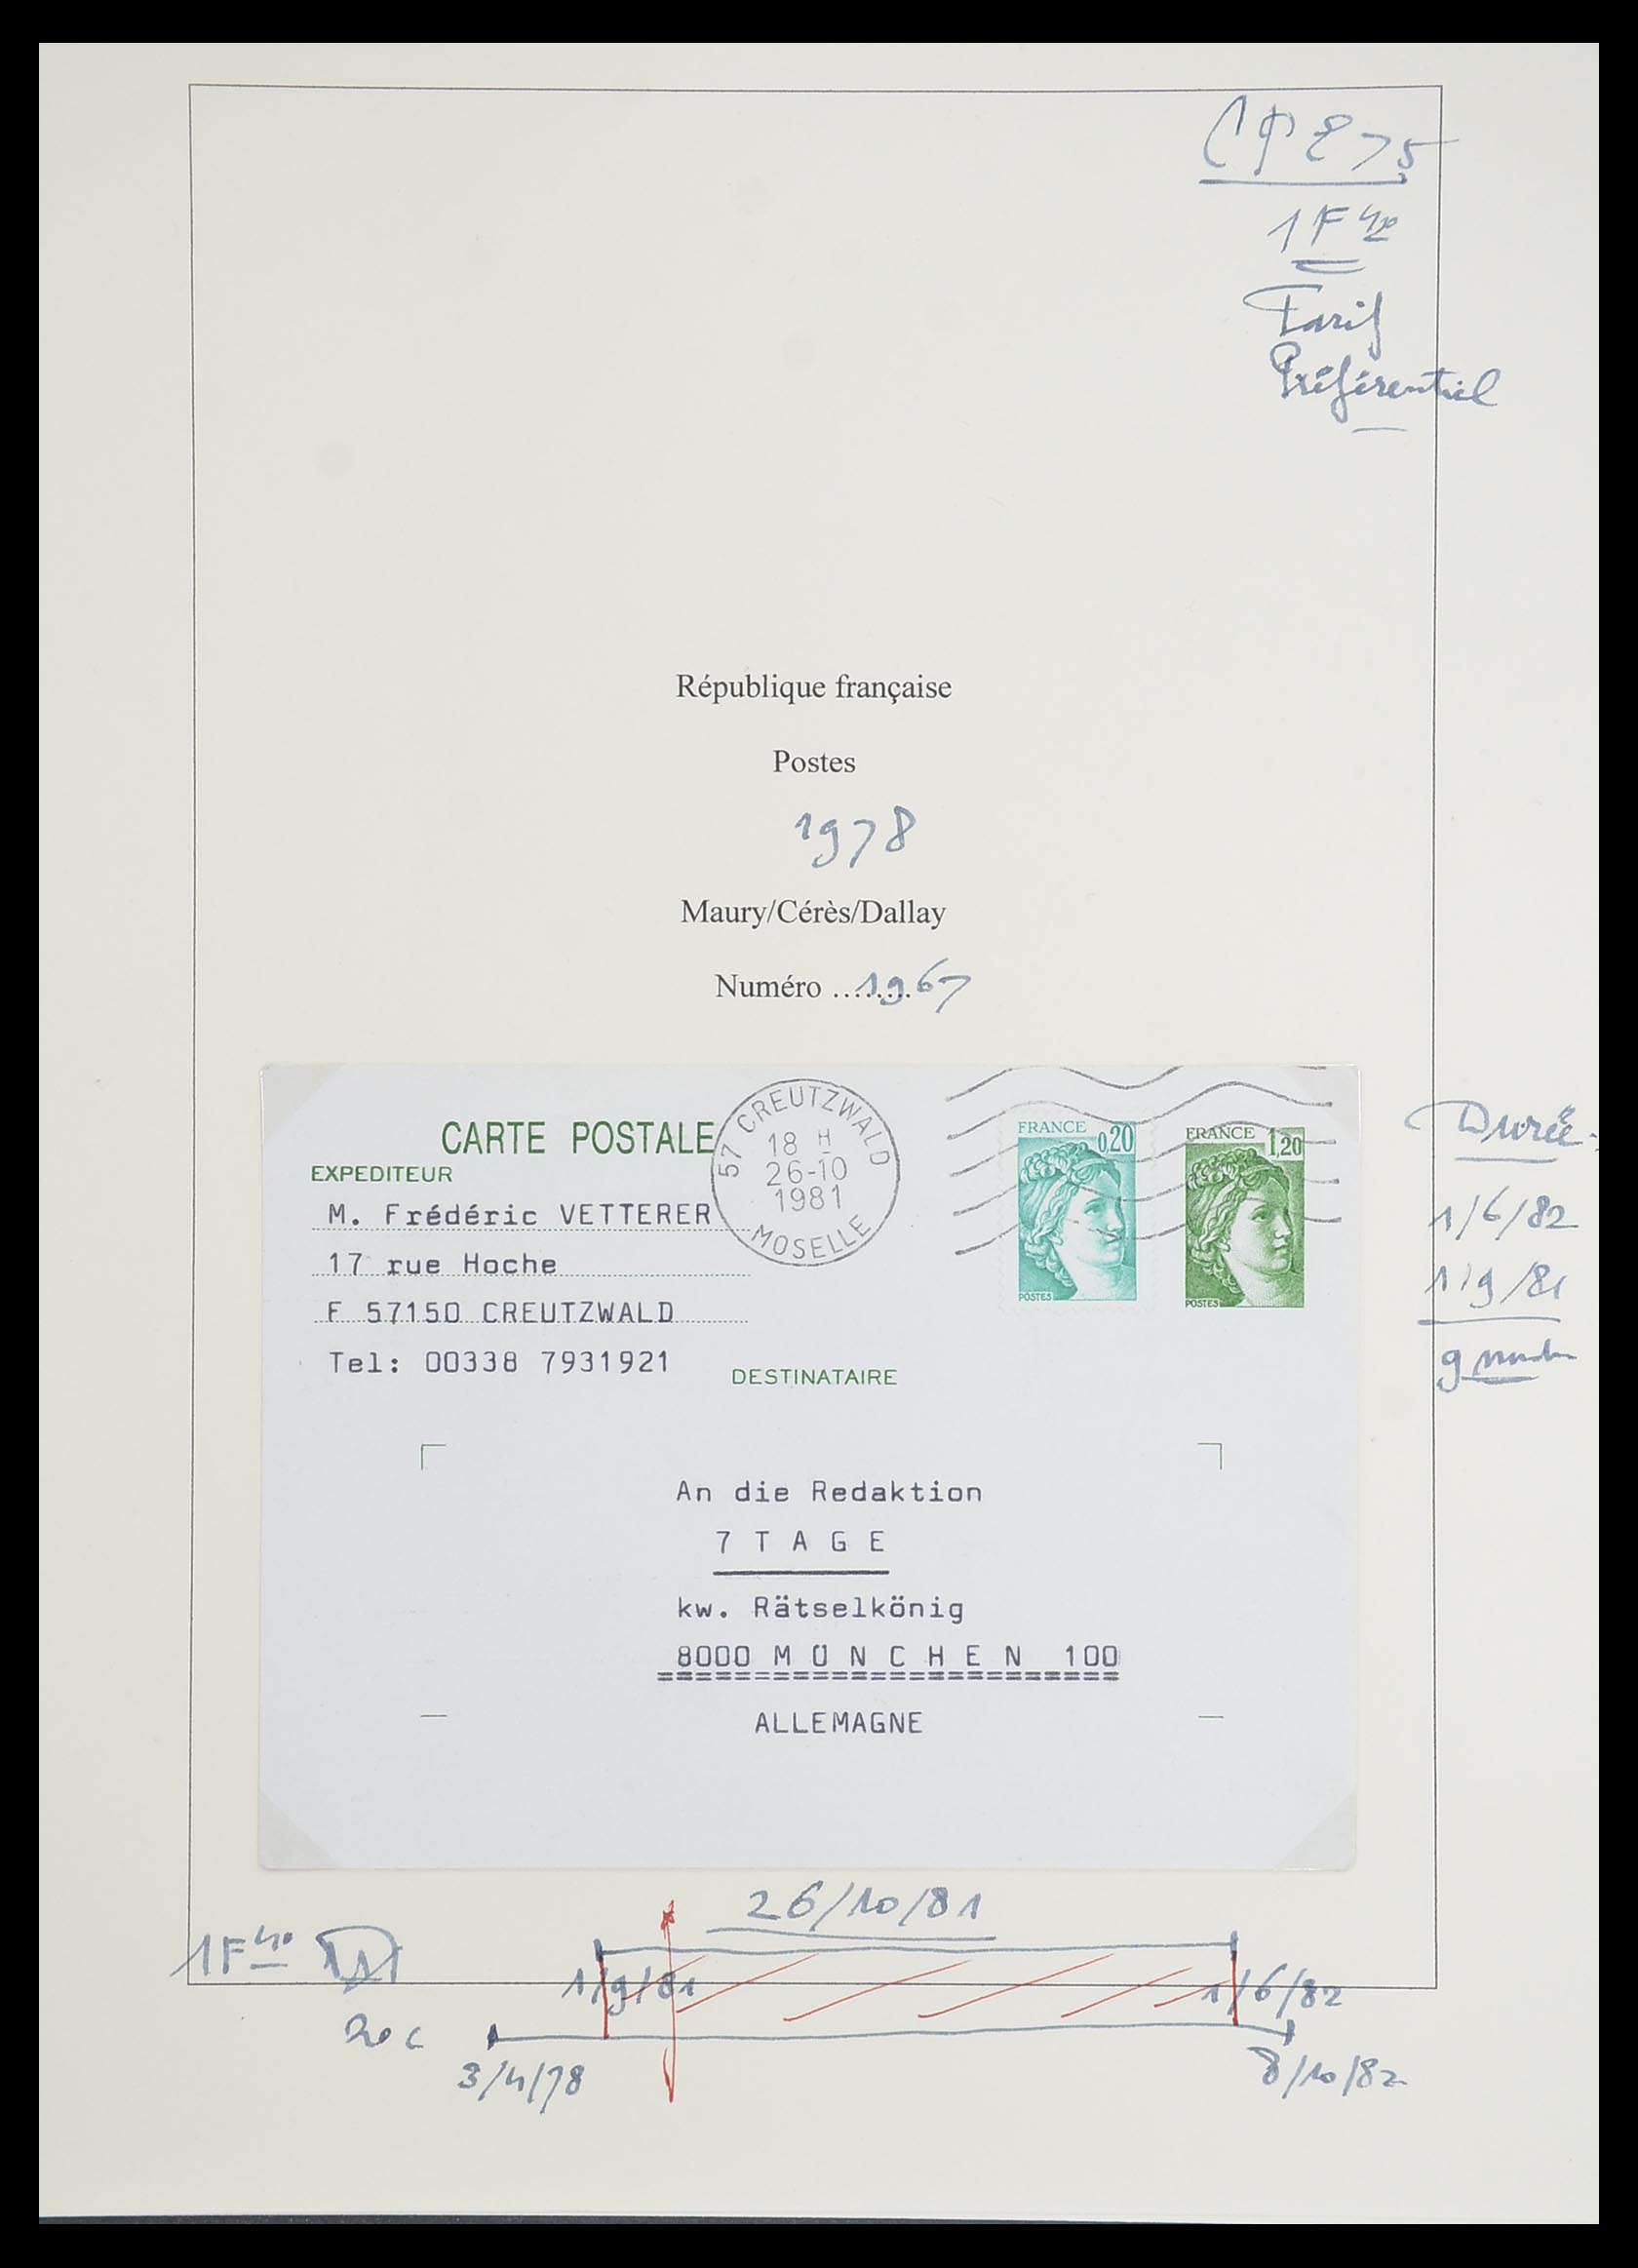 CPE 75
1F 40
Tarif
Préférentiel
République française
Postes
1978
Maury/Cérès/Dallay
Numéro ........1967
CARTE POSTALE
EXPEDITEUR
M. Frédéric VETTERER
17 rue Hoche
F 57150 CREUTZWALD
Tel: 00338 7931921
57 CREUTZWALD
18 H
26-10
1981
MOSELLE
FRANCE 0,20
POSTES
FRANCE 1,20
POSTES
DESTINATAIRE
An die Redaktion
7 T A G E
kw. Rätselkönig
8000 M Ü N C H E N 100
========================
ALLEMAGNE
Durée
1/6/82
1/9/81
9
26/10/81
1F 40
1/9/81
1/6/82
20 c
3/4/78
8/10/82